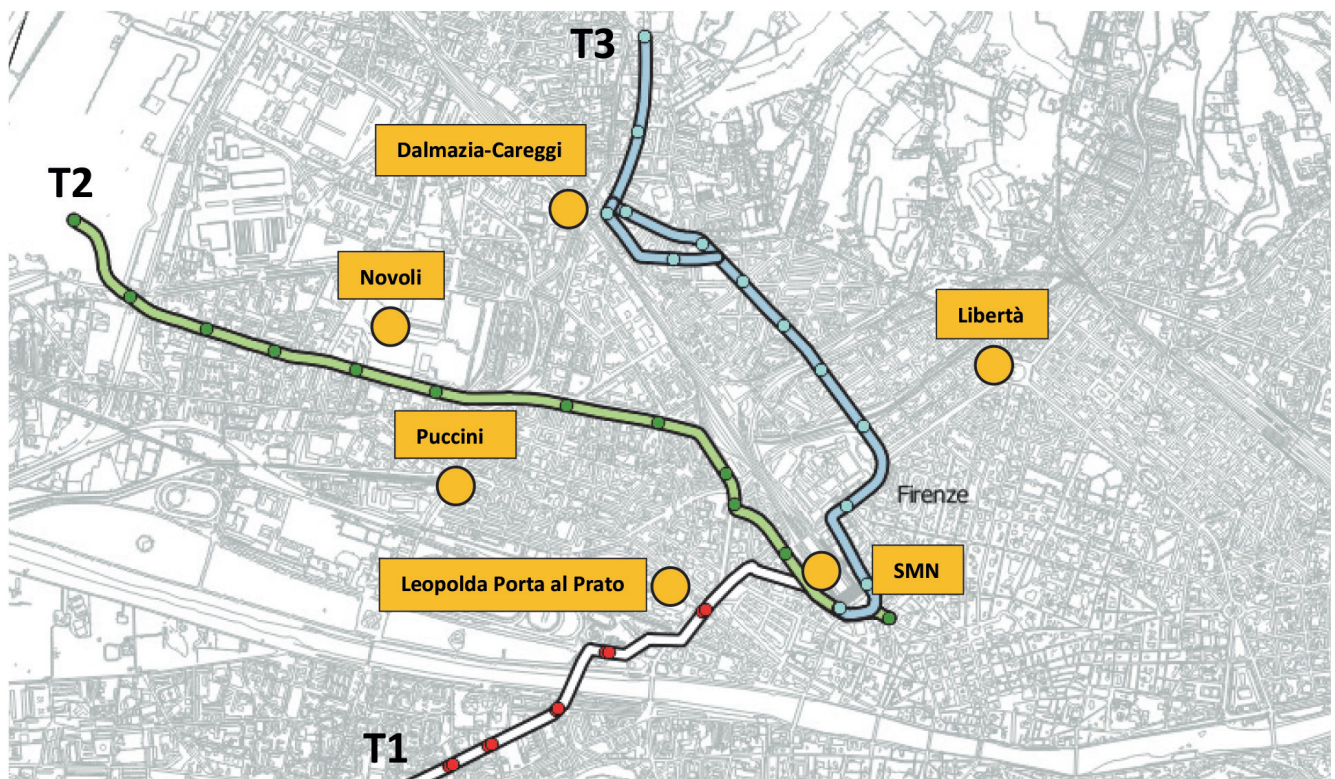 T3
Dalmazia-Careggi
T2
Novoli
Libertà
Puccini
Firenze
SMN
Leopolda Porta al Prato
T1